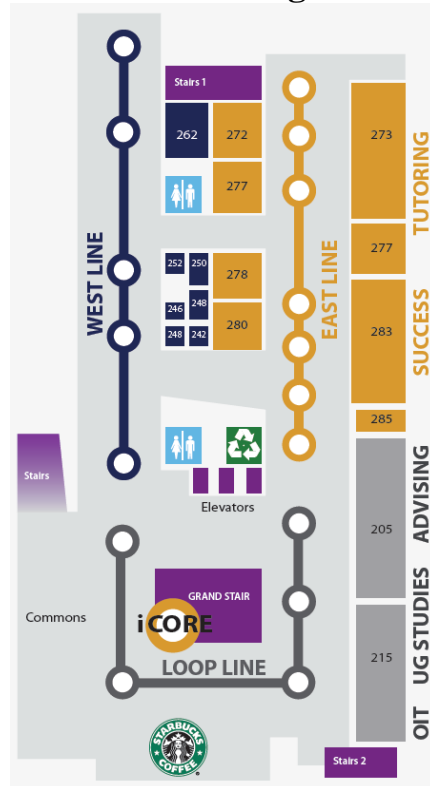 Stairs 1
262
272
273
TUTORING
277
277
252
250
278
WEST LINE
EAST LINE
248
246
280
283
SUCCESS
248
242
285
Stairs
Elevators
205
ADVISING
GRAND STAIR
Commons
iCORE
215
UG STUDIES
LOOP LINE
OIT
STARBUCKS
COFFEE
Stairs 2